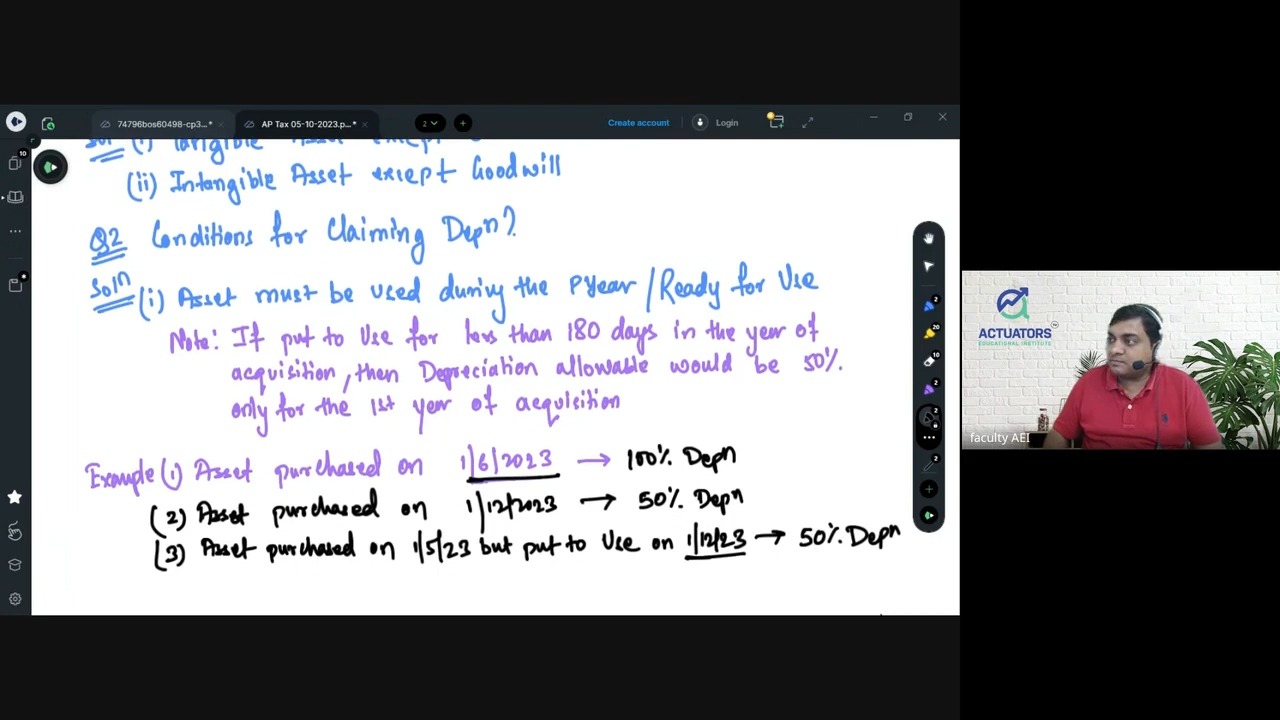 74796bos60498-cp3...*
AP Tax 05-10-2023.p...*
2
Create account
Login
(i) Tangible Asset except
(ii) Intangible Asset except Goodwill
Q2 Conditions for Claiming Depn?
Soln (i) Asset must be used during the PYear / Ready for Use
Note: If put to Use for less than 180 days in the year of
acquisition, then Depreciation allowable would be 50%
only for the 1st year of acquisition
Example (1) Asset purchased on 1/6/2023 → 100% Depn
(2) Asset purchased on 1/12/2023 → 50% Depn
(3) Asset purchased on 1/5/23 but put to Use on 1/12/23 → 50% Depn
ACTUATORS
EDUCATIONAL INSTITUTE
faculty AEI